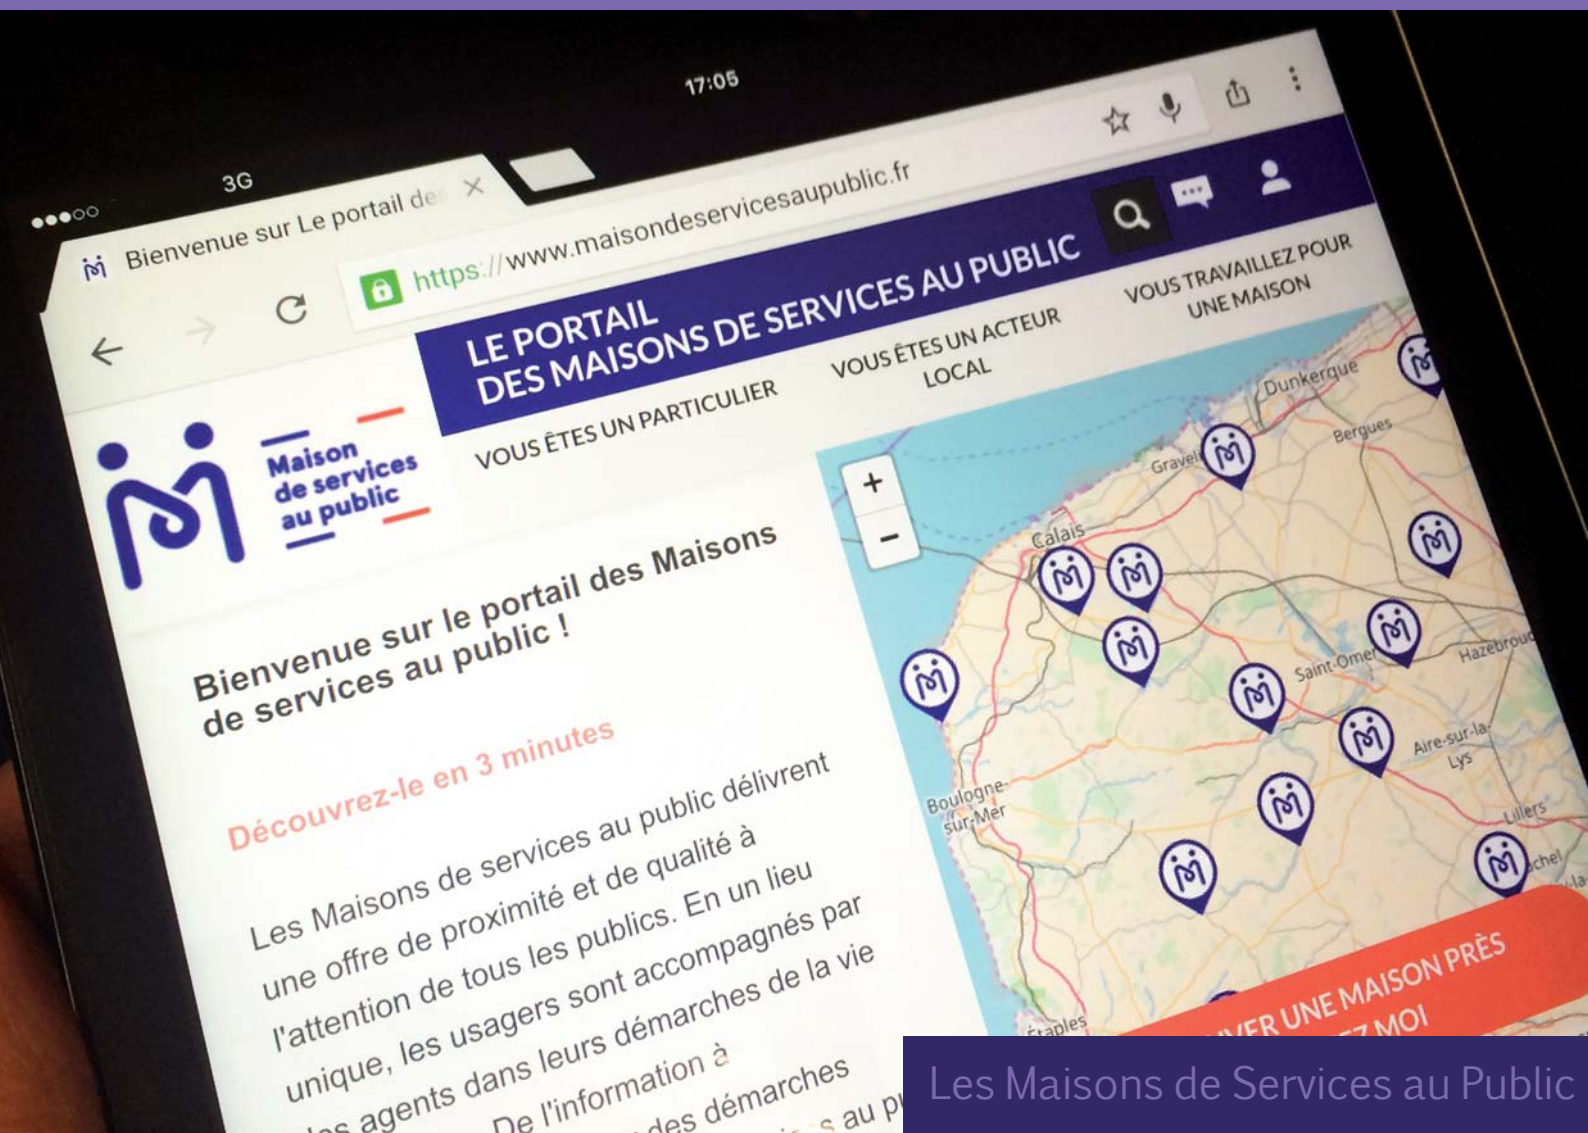 17:05
3G
Bienvenue sur Le portail de
https://www.maisondeservicesaupublic.fr
LE PORTAIL
DES MAISONS DE SERVICES AU PUBLIC
VOUS ÊTES UN PARTICULIER
VOUS ÊTES UN ACTEUR
LOCAL
VOUS TRAVAILLEZ POUR
UNE MAISON
Maison
de services
au public
Bienvenue sur le portail des Maisons
de services au public !
Découvrez-le en 3 minutes
Les Maisons de services au public délivrent
une offre de proximité et de qualité à
l'attention de tous les publics. En un lieu
unique, les usagers sont accompagnés par
agents dans leurs démarches de la vie
De l'information à
des démarches
au
+
-
Dunkerque
Bergues
Graveli
Calais
Saint-Omer
Hazebrouc
Aire-sur-la-
Lys
Boulogne-
sur-Mer
Lillers
chel
Étaples
VER UNE MAISON PRÈS
EZ MOI
Les Maisons de Services au Public